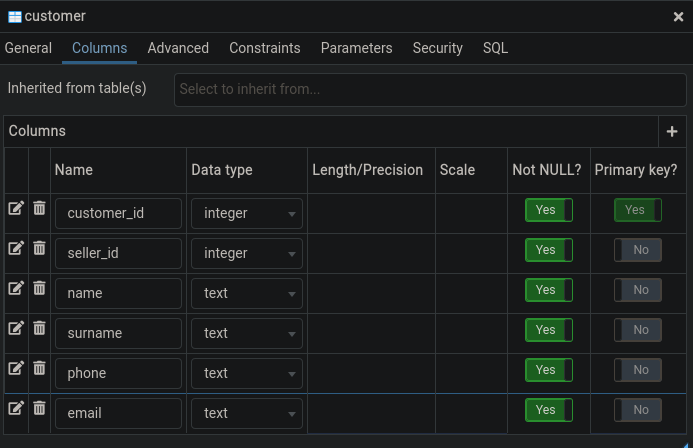 customer
General Columns Advanced Constraints Parameters Security SQL
Inherited from table(s) Select to inherit from...
Columns
Name Data type Length/Precision Scale Not NULL? Primary key?
customer_id integer Yes Yes
seller_id integer Yes No
name text Yes No
surname text Yes No
phone text Yes No
email text Yes No